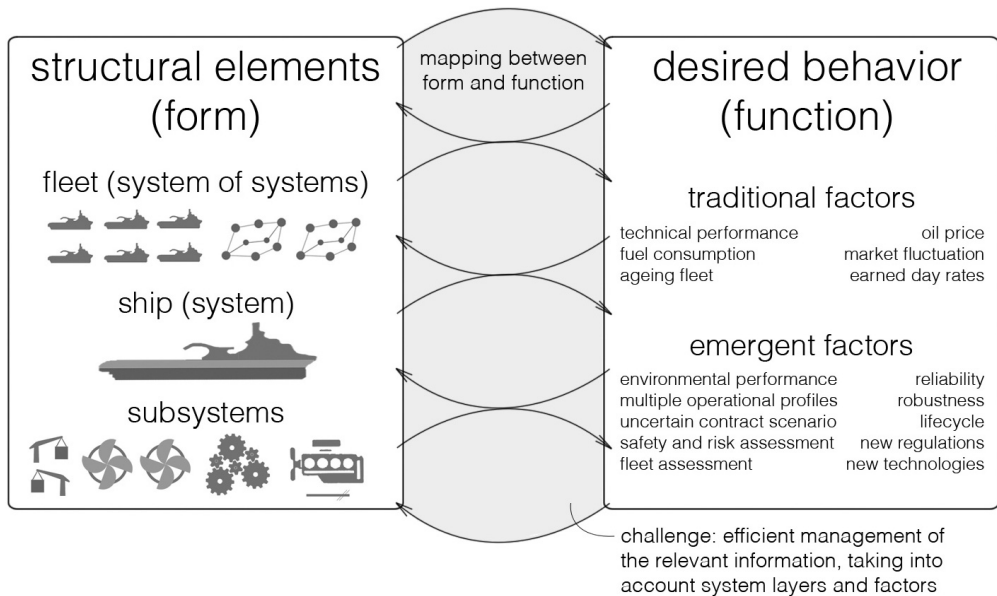 structural elements
(form)
fleet (system of systems)
ship (system)
subsystems
mapping between
form and function
desired behavior
(function)
traditional factors
technical performance
fuel consumption
ageing fleet
oil price
market fluctuation
earned day rates
emergent factors
environmental performance
multiple operational profiles
uncertain contract scenario
safety and risk assessment
fleet assessment
reliability
robustness
lifecycle
new regulations
new technologies
challenge: efficient management of
the relevant information, taking into
account system layers and factors